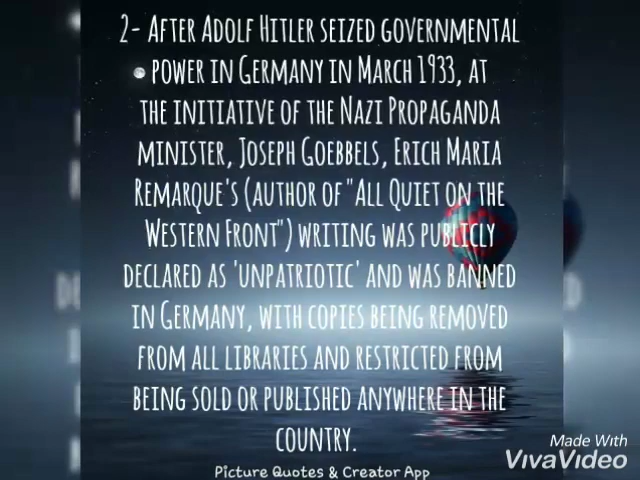 2- After Adolf Hitler seized governmental
power in Germany in March 1933, at
the initiative of the Nazi Propaganda
minister, Joseph Goebbels, Erich Maria
Remarque's (author of "All Quiet on the
Western Front") writing was publicly
declared as 'unpatriotic' and was banned
in Germany, with copies being removed
from all libraries and restricted from
being sold or published anywhere in the
country.
Picture Quotes & Creator App
Made With
VivaVideo